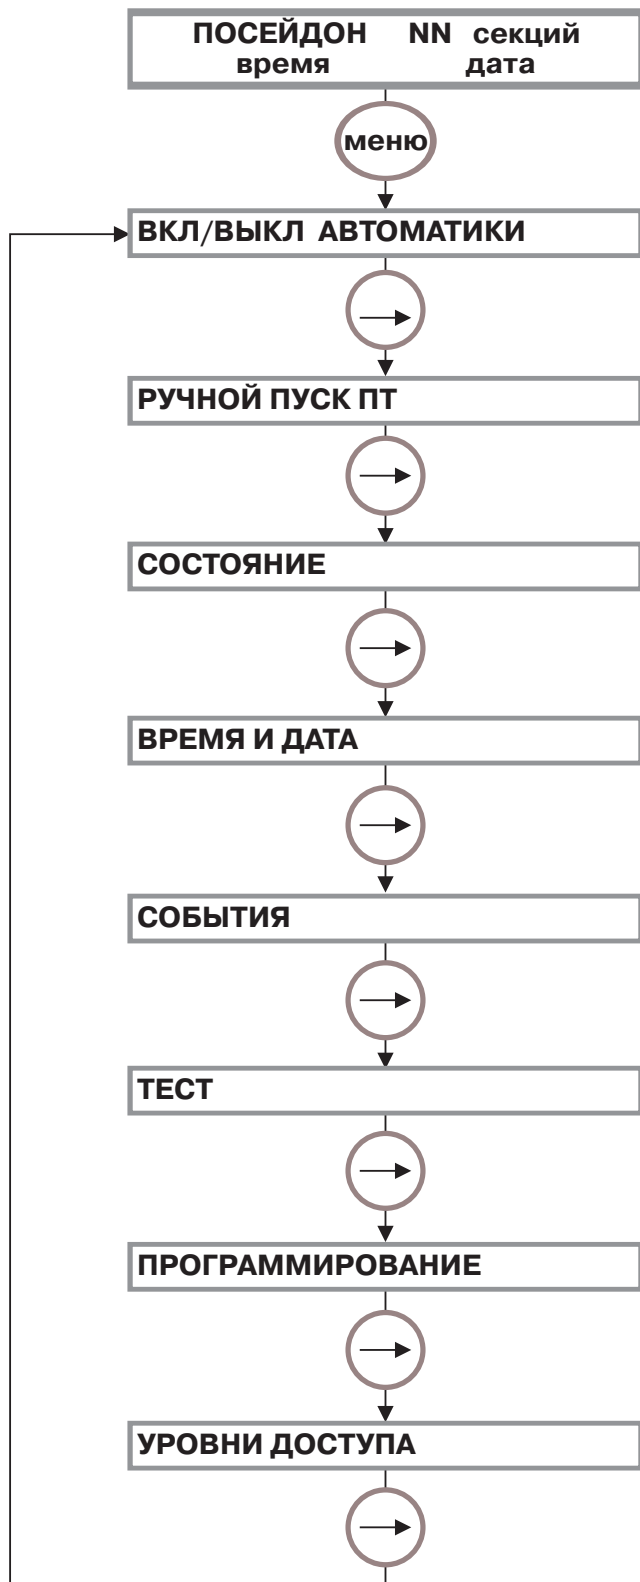 ПОСЕЙДОН NN секций
время дата
меню
ВКЛ/ВЫКЛ АВТОМАТИКИ
РУЧНОЙ ПУСК ПТ
СОСТОЯНИЕ
ВРЕМЯ И ДАТА
СОБЫТИЯ
ТЕСТ
ПРОГРАММИРОВАНИЕ
УРОВНИ ДОСТУПА